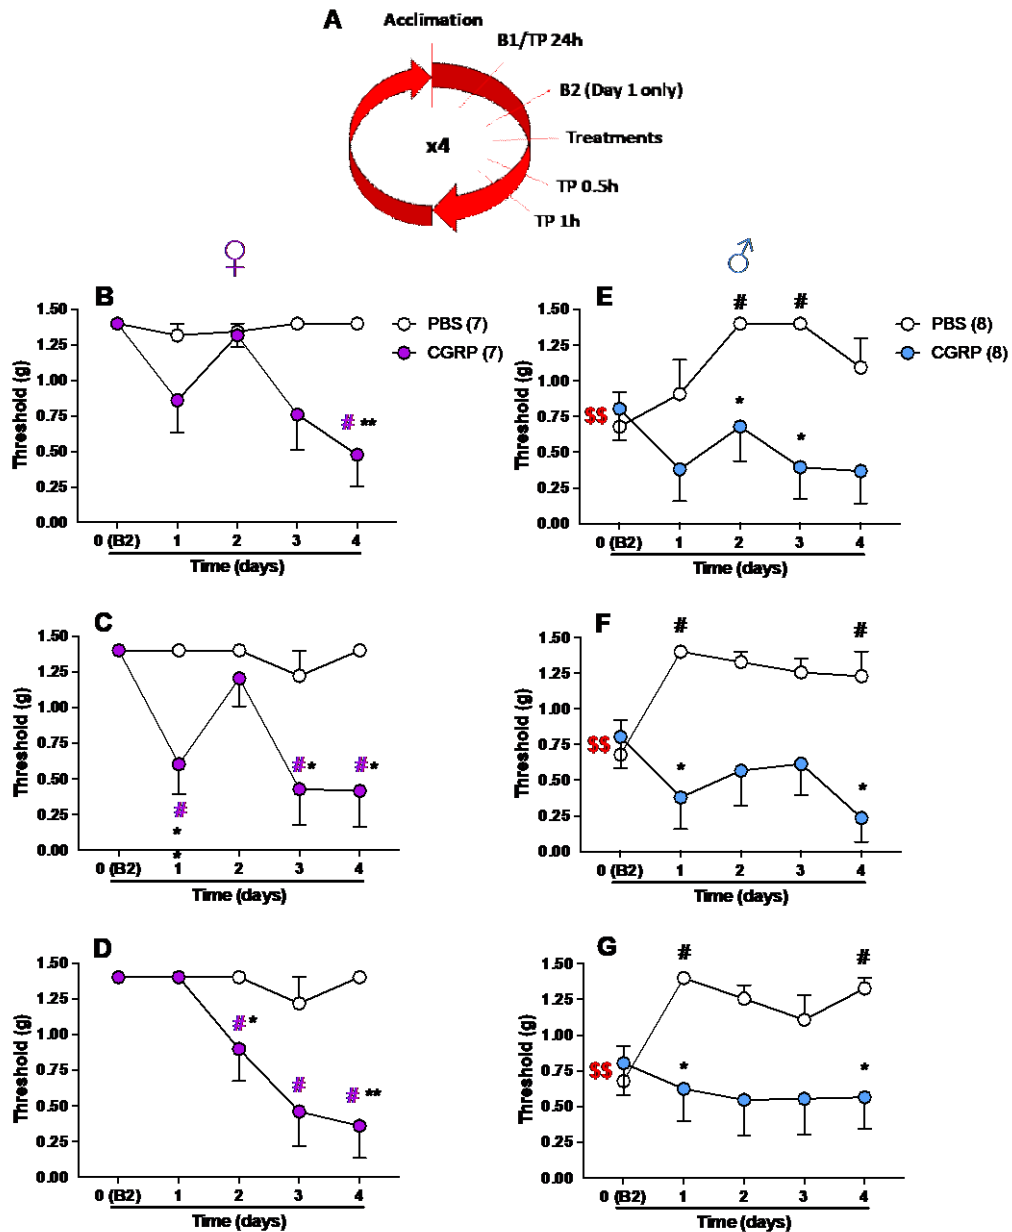 A
Acclimation
B1/TP 24h
B2 (Day 1 only)
Treatments
x4
TP 0.5h
TP 1h
♀
♂
B
1.50
1.25
1.00
0.75
0.50
0.25
0.00
Threshold (g)
PBS (7)
CGRP (7)
# **
0 (B2) 1 2 3 4
Time (days)
E
1.50
1.25
1.00
0.75
0.50
0.25
0.00
Threshold (g)
# #
PBS (8)
CGRP (8)
$$
*
*
0 (B2) 1 2 3 4
Time (days)
C
1.50
1.25
1.00
0.75
0.50
0.25
0.00
Threshold (g)
#* #*
#
*
*
0 (B2) 1 2 3 4
Time (days)
F
1.50
1.25
1.00
0.75
0.50
0.25
0.00
Threshold (g)
# #
$$
* *
0 (B2) 1 2 3 4
Time (days)
D
1.50
1.25
1.00
0.75
0.50
0.25
0.00
Threshold (g)
#*
# #**
0 (B2) 1 2 3 4
Time (days)
G
1.50
1.25
1.00
0.75
0.50
0.25
0.00
Threshold (g)
# #
$$
* *
0 (B2) 1 2 3 4
Time (days)